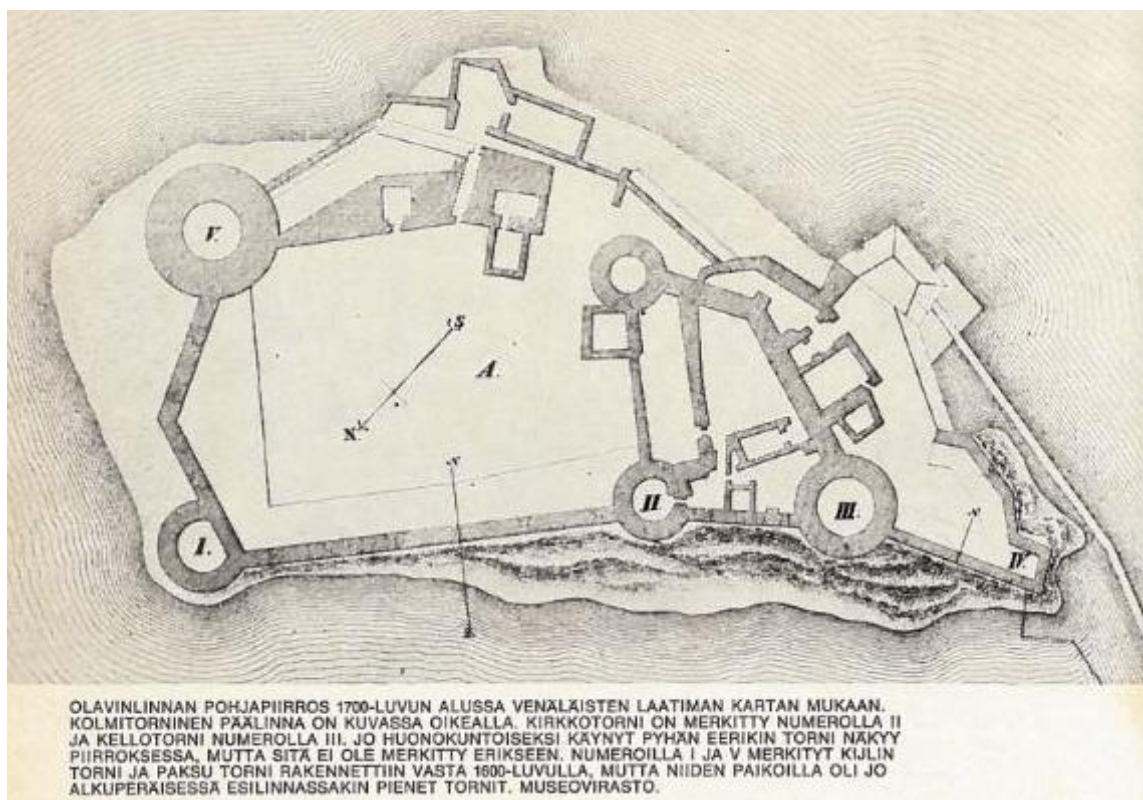 V.
S
A.
N
I.
II
III.
IV.
OLAVINLINNAN POHJAPIIRROS 1700-LUVUN ALUSSA VENÄLÄISTEN LAATIMAN KARTAN MUKAAN.
KOLMITORNINEN PÄÄLINNA ON KUVASSA OIKEALLA. KIRKKOTORNI ON MERKITTY NUMEROLLA II
JA KELLOTORNI NUMEROLLA III. JO HUONOKUNTOISEKSI KÄYNYT PYHÄN EERIKIN TORNI NÄKYY
PIIRROKSESSA, MUTTA SITÄ EI OLE MERKITTY ERIKSEEN. NUMEROILLA I JA V MERKITYT KIJLIN
TORNI JA PAKSU TORNI RAKENNETTIIN VASTA 1600-LUVULLA, MUTTA NIIDEN PAIKOILLA OLI JO
ALKUPERÄISESSÄ ESILINNASSAKIN PIENET TORNIT. MUSEOVIRASTO.